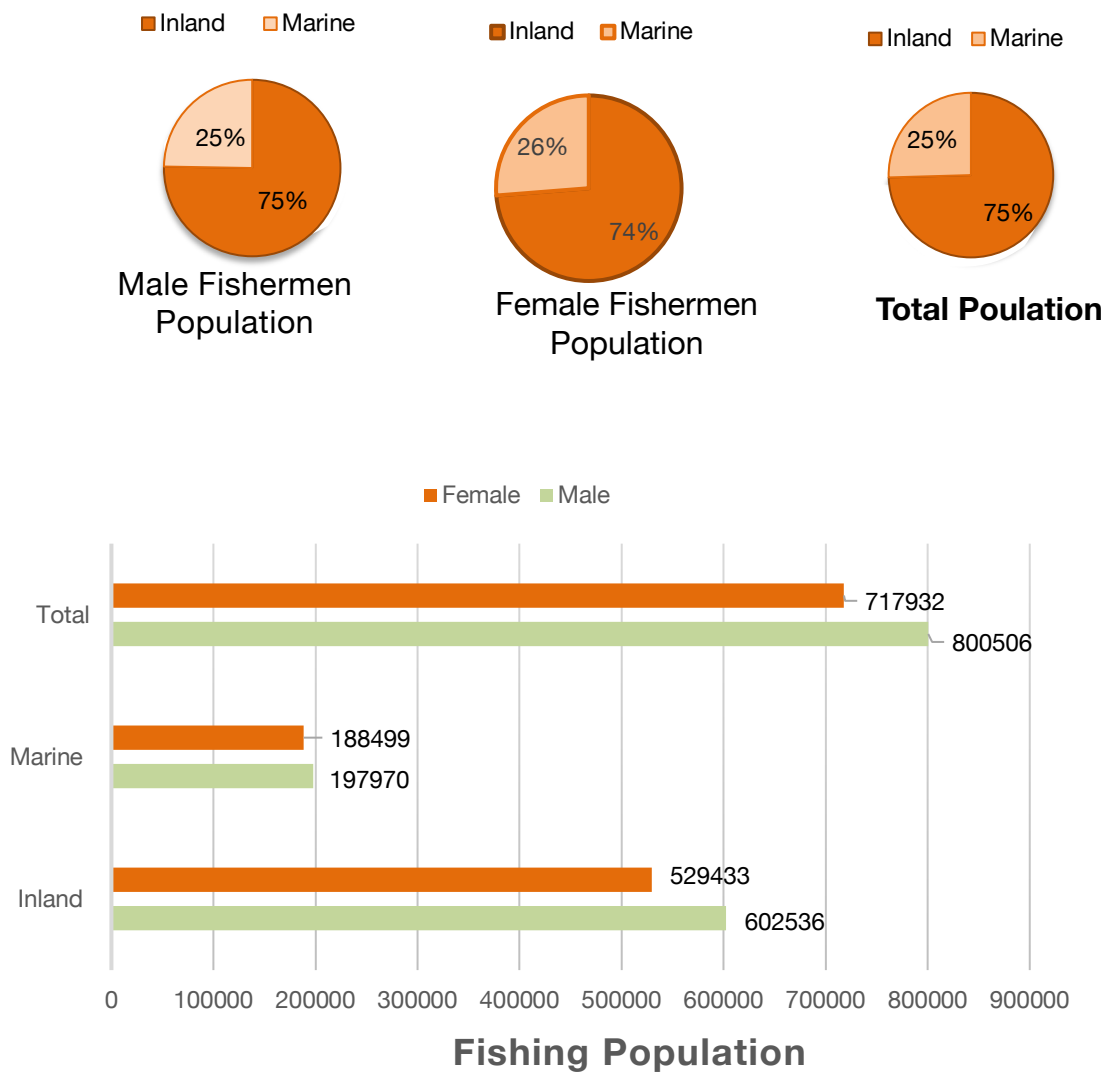 Inland Marine
25%
75%
Male Fishermen
Population
Inland Marine
26%
74%
Female Fishermen
Population
Inland Marine
25%
75%
Total Poulation
Female Male
Total
717932
800506
Marine
188499
197970
Inland
529433
602536
0 100000 200000 300000 400000 500000 600000 700000 800000 900000
Fishing Population